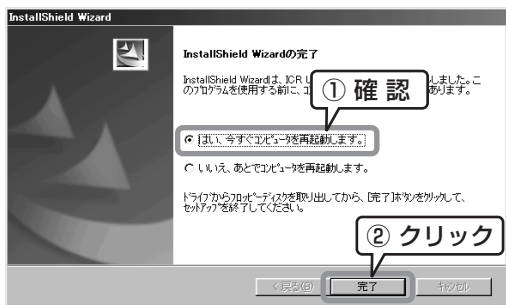 InstallShield Wizard
InstallShield Wizardの完了
InstallShield Wizardは、ICR しました。こ
のプログラムを使用する前に、 あります。
① 確 認
はい、今すぐコンピュータを再起動します。
いいえ、あとでコンピュータを再起動します。
ドライブからフロッピーディスクを取り出してから、[完了]ボタンをクリックして、
セットアップを終了してください。
② クリック
< 戻る(B)
完了
キャンセル